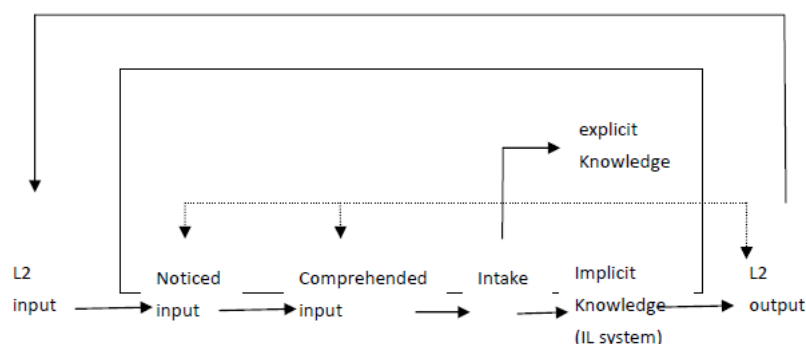 explicit
Knowledge
L2
input
Noticed
input
Comprehended
input
Intake
Implicit
Knowledge
(IL system)
L2
output